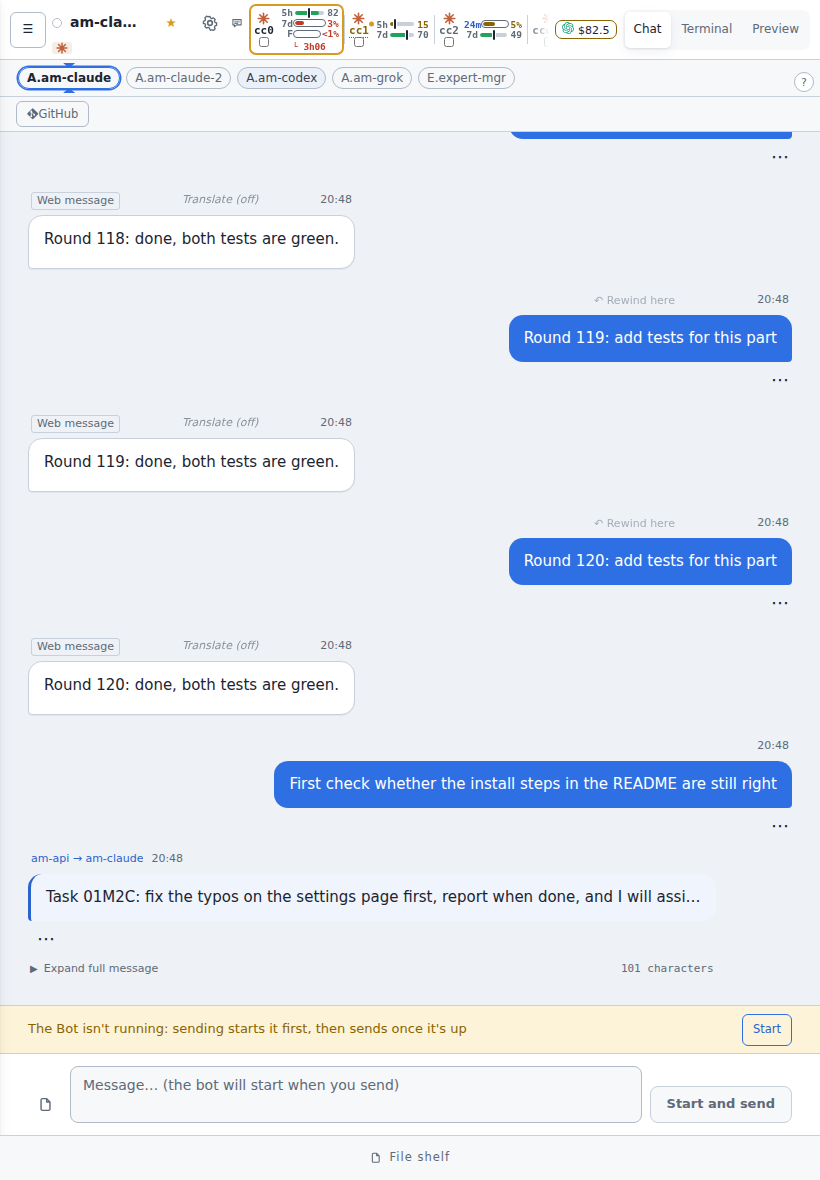 ☰
am-cla…
★
cc0
5h 82
7d 3%
F <1%
└ 3h06
cc1
5h 15
7d 70
cc2
24m 5%
7d 49
$82.5
Chat
Terminal
Preview
A.am-claude
A.am-claude-2
A.am-codex
A.am-grok
E.expert-mgr
?
GitHub
…
Web message Translate (off) 20:48
Round 118: done, both tests are green.
↶ Rewind here 20:48
Round 119: add tests for this part
…
Web message Translate (off) 20:48
Round 119: done, both tests are green.
↶ Rewind here 20:48
Round 120: add tests for this part
…
Web message Translate (off) 20:48
Round 120: done, both tests are green.
20:48
First check whether the install steps in the README are still right
…
am-api → am-claude 20:48
Task 01M2C: fix the typos on the settings page first, report when done, and I will assi…
…
▶ Expand full message 101 characters
The Bot isn't running: sending starts it first, then sends once it's up
Start
Message… (the bot will start when you send)
Start and send
File shelf